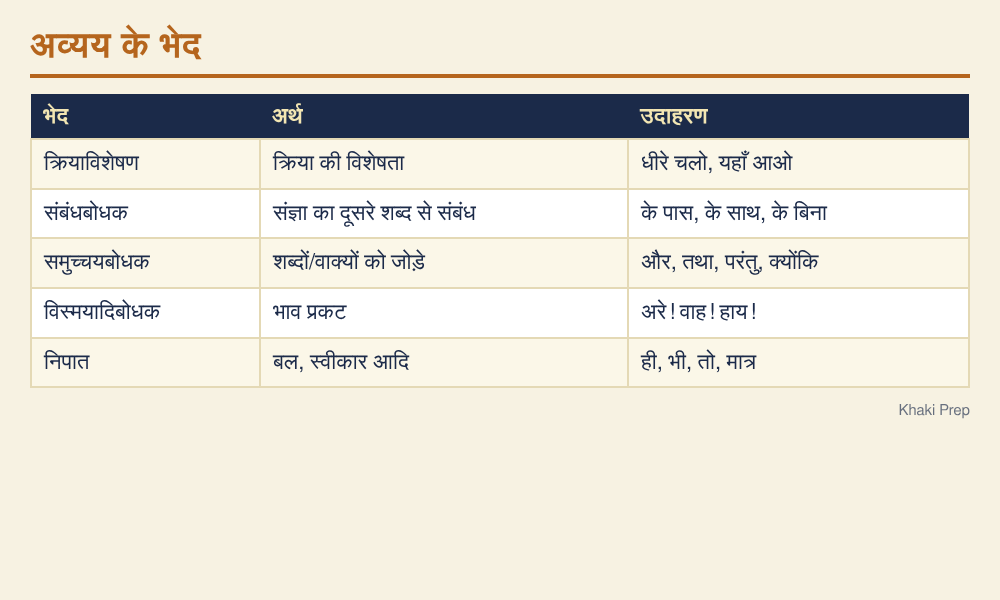 अव्यय के भेद
भेद अर्थ उदाहरण
क्रियाविशेषण क्रिया की विशेषता धीरे चलो, यहाँ आओ
संबंधबोधक संज्ञा का दूसरे शब्द से संबंध के पास, के साथ, के बिना
समुच्चयबोधक शब्दों/वाक्यों को जोड़े और, तथा, परंतु, क्योंकि
विस्मयादिबोधक भाव प्रकट अरे! वाह! हाय!
निपात बल, स्वीकार आदि ही, भी, तो, मात्र
Khaki Prep